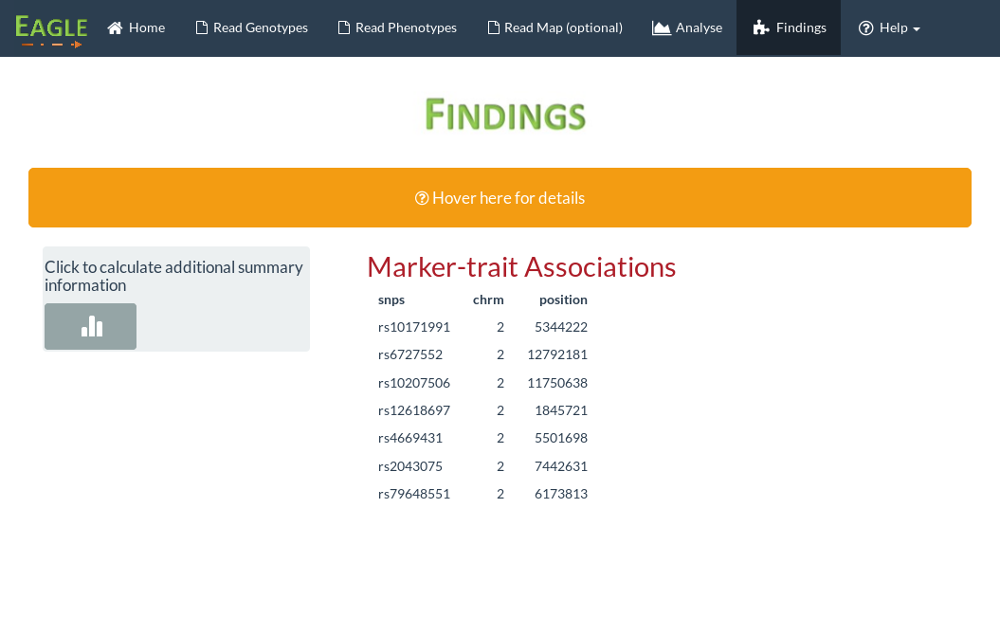 EAGLE Home Read Genotypes Read Phenotypes Read Map (optional) Analyse Findings Help
FINDINGS
Hover here for details
Click to calculate additional summary
information
Marker-trait Associations
snps chrm position
rs10171991 2 5344222
rs6727552 2 12792181
rs10207506 2 11750638
rs12618697 2 1845721
rs4669431 2 5501698
rs2043075 2 7442631
rs79648551 2 6173813